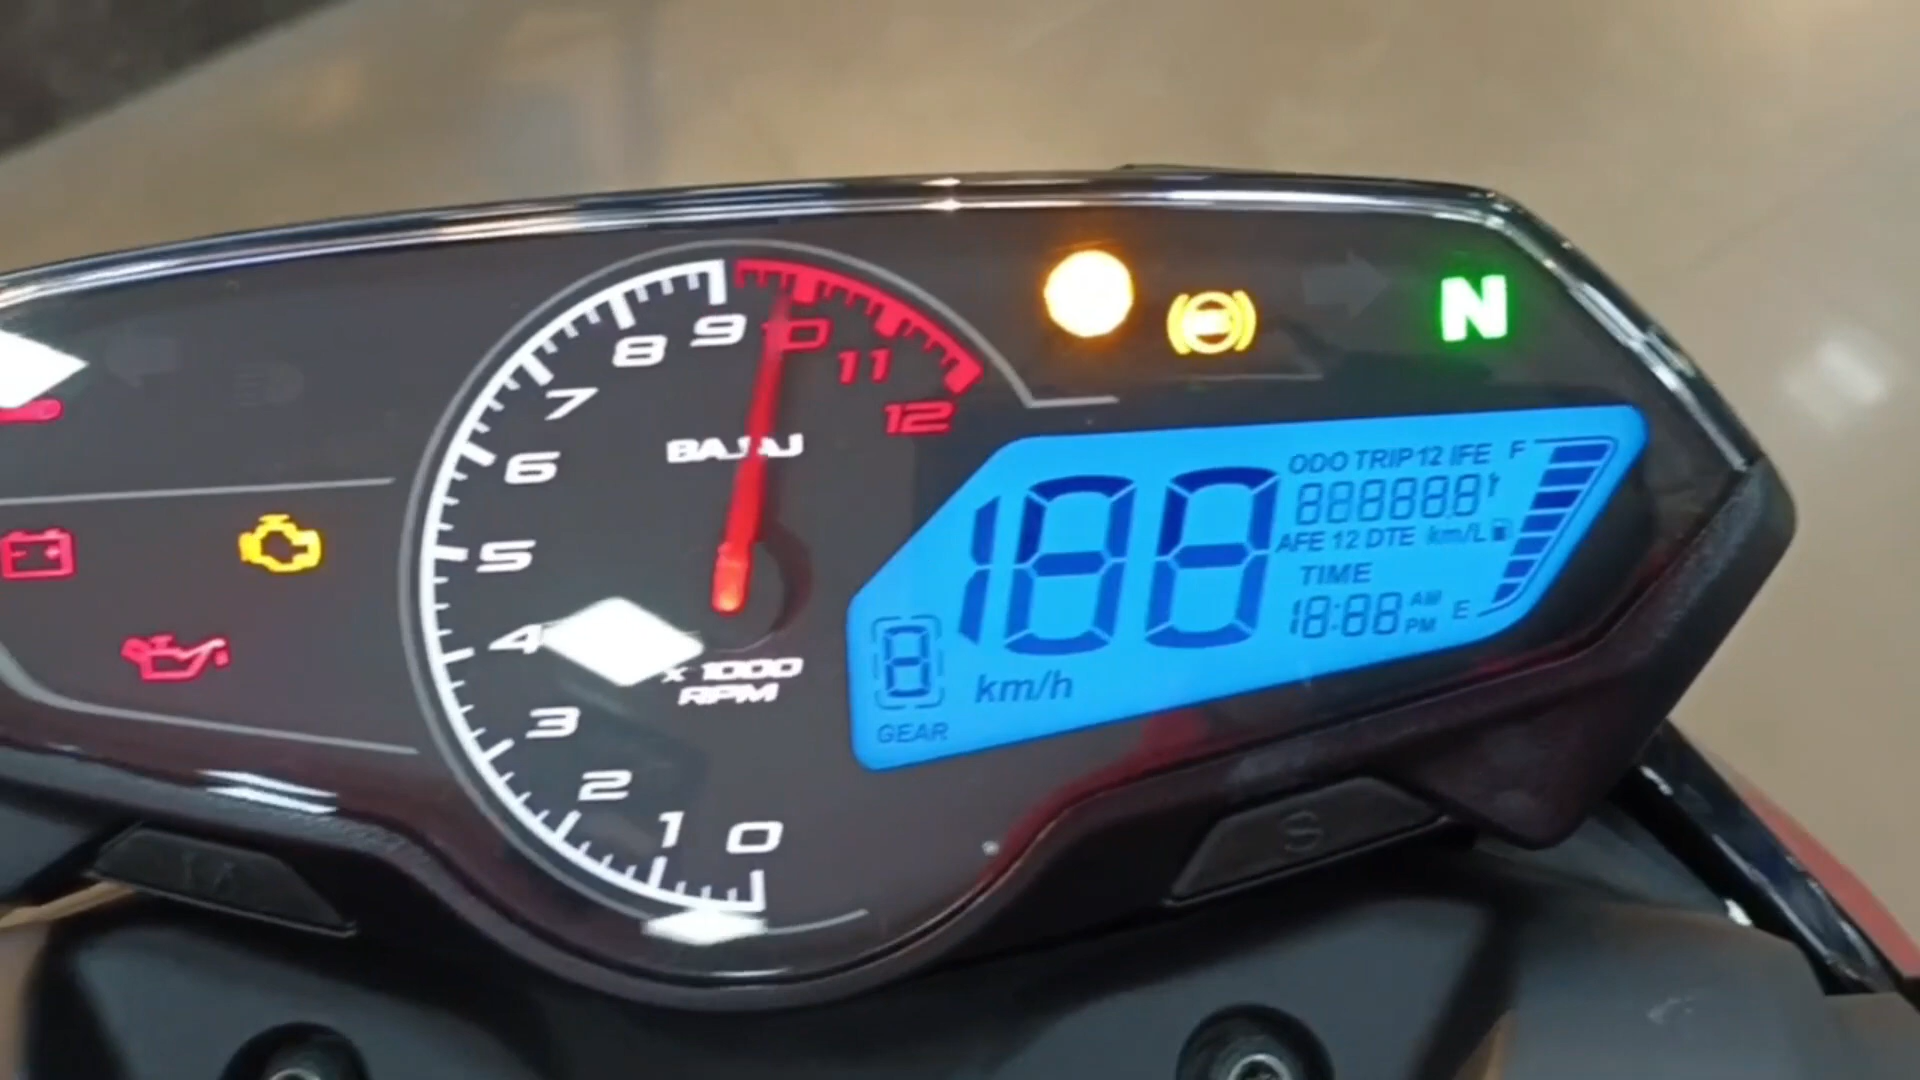 9 10
8 11
7 12
6
BAJAJ
5
4
x 1000
RPM
3
2
1 0
N
ODO TRIP 12 IFE F
188 888888
AFE 12 DTE km/L
TIME
18:88 AM PM E
8 km/h
GEAR
S